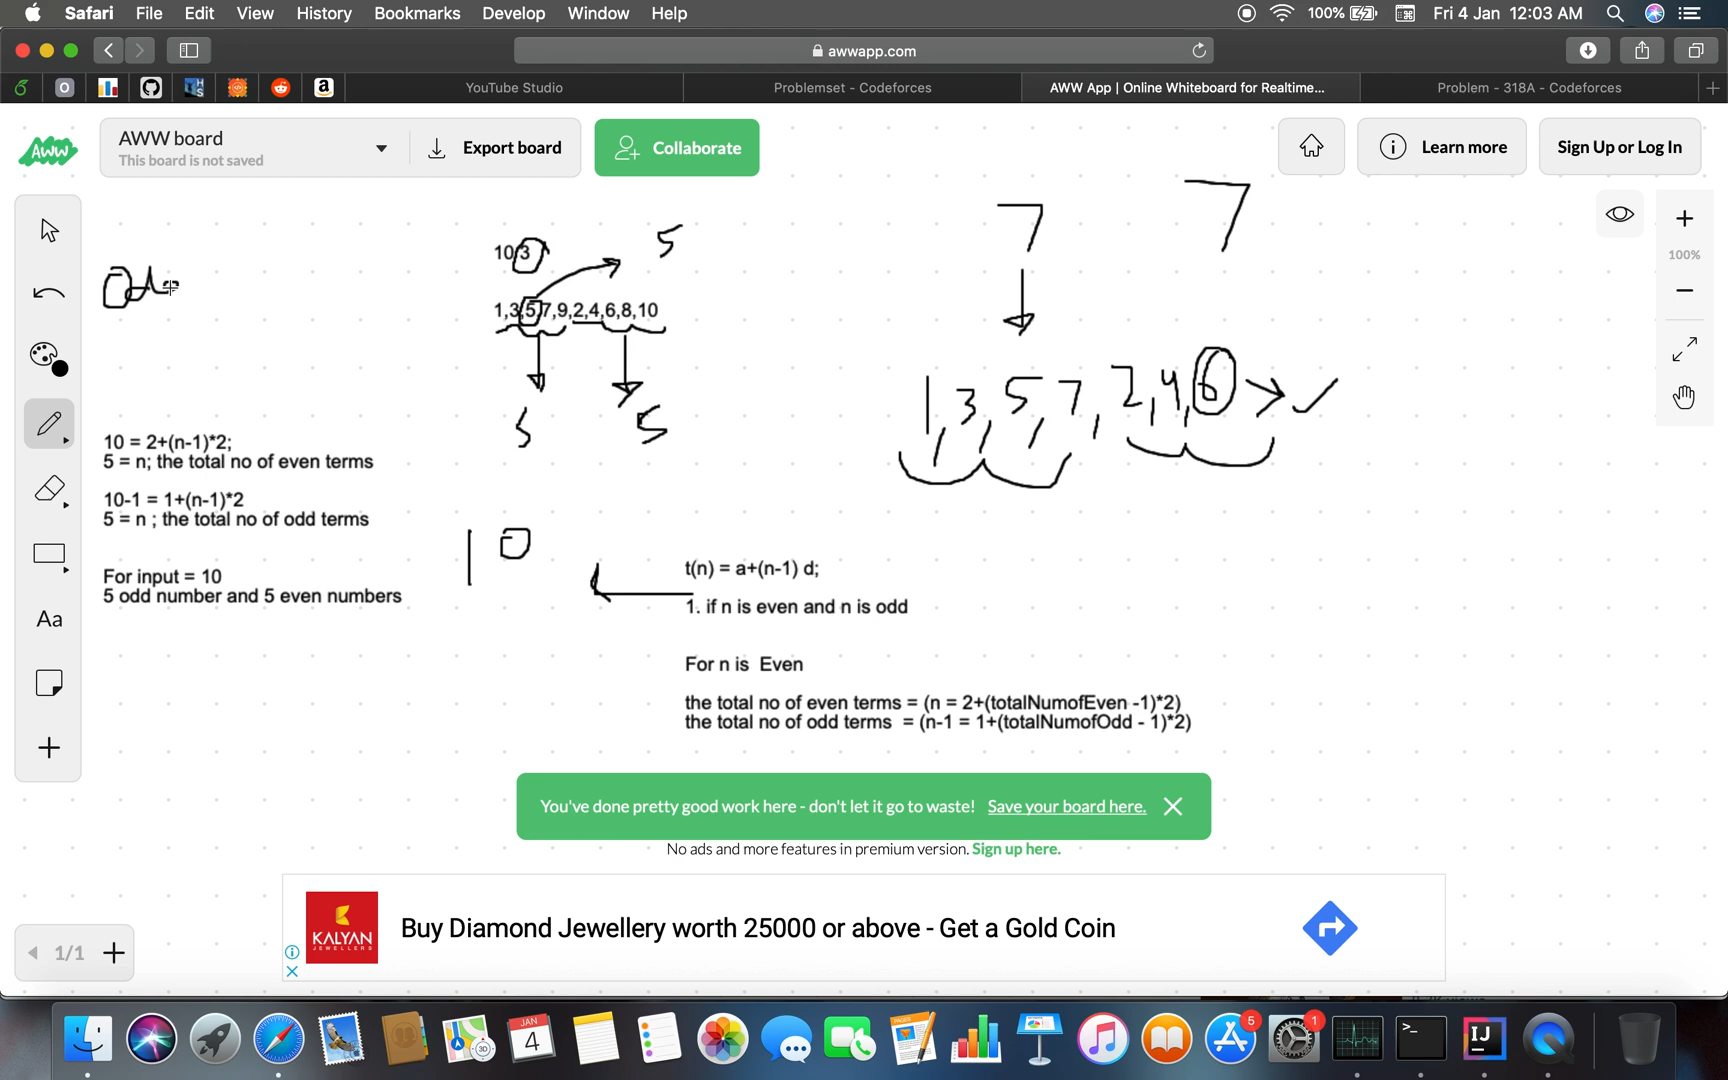 Safari File Edit View History Bookmarks Develop Window Help 100% Fri 4 Jan 12:03 AM
awwapp.com
YouTube Studio Problemset - Codeforces AWW App | Online Whiteboard for Realtime... Problem - 318A - Codeforces
AWW
AWW board
This board is not saved
Export board
Collaborate
Learn more
Sign Up or Log In
100%
7 7
5
10 3
1,3,5,7,9,2,4,6,8,10
5
1, 3, 5, 7, 2, 4, 6
10 = 2+(n-1)*2;
5 = n; the total no of even terms
10-1 = 1+(n-1)*2
5 = n ; the total no of odd terms
For input = 10
5 odd number and 5 even numbers
10
t(n) = a+(n-1) d;
1. if n is even and n is odd
For n is Even
the total no of even terms = (n = 2+(totalNumofEven -1)*2)
the total no of odd terms = (n-1 = 1+(totalNumofOdd - 1)*2)
Aa
You've done pretty good work here - don't let it go to waste! Save your board here.
No ads and more features in premium version. Sign up here.
KALYAN
JEWELLERS
Buy Diamond Jewellery worth 25000 or above - Get a Gold Coin
1/1
JAN
4
5
1
IJ